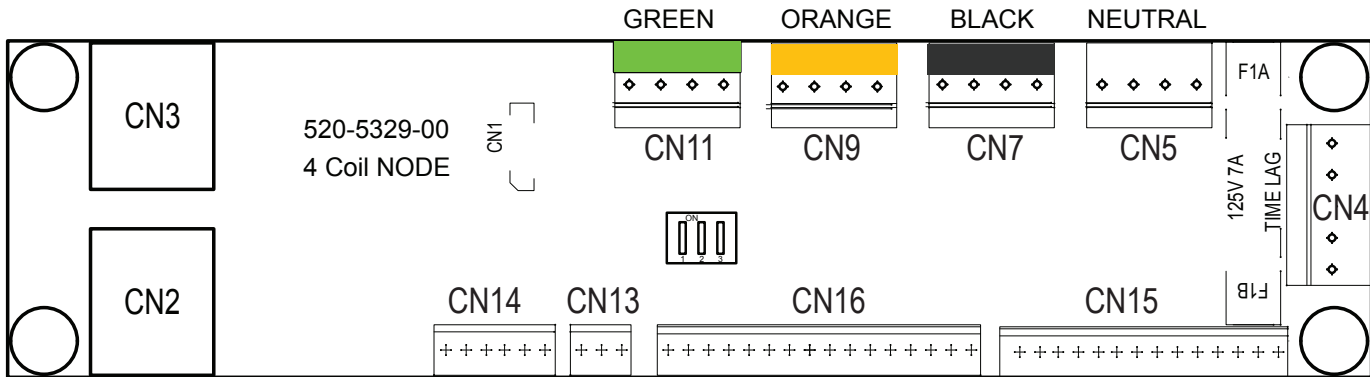 GREEN ORANGE BLACK NEUTRAL
F1A
CN3
520-5329-00
4 Coil NODE
CN1
CN11 CN9 CN7 CN5
125V 7A
TIME LAG
CN4
ON
1 2 3
CN2
CN14 CN13 CN16 CN15
F1B